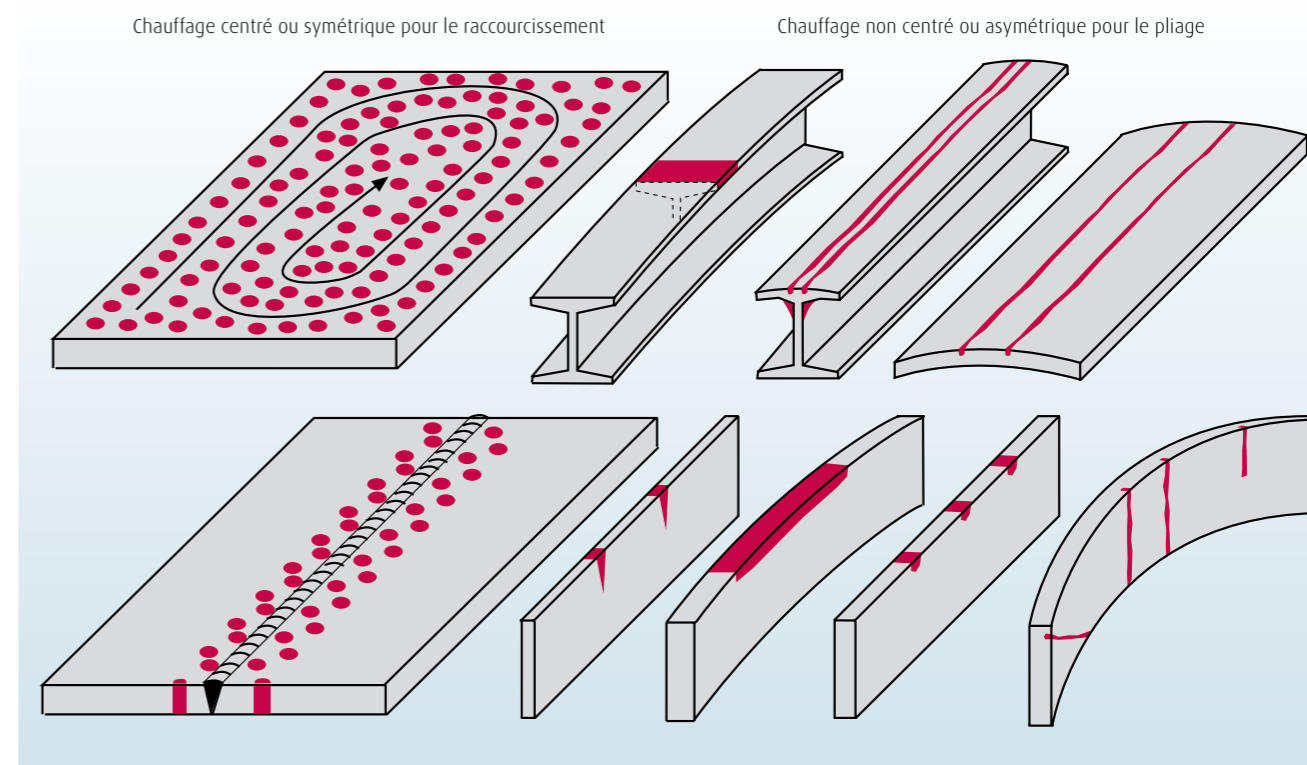 Chauffage centré ou symétrique pour le raccourcissement
Chauffage non centré ou asymétrique pour le pliage